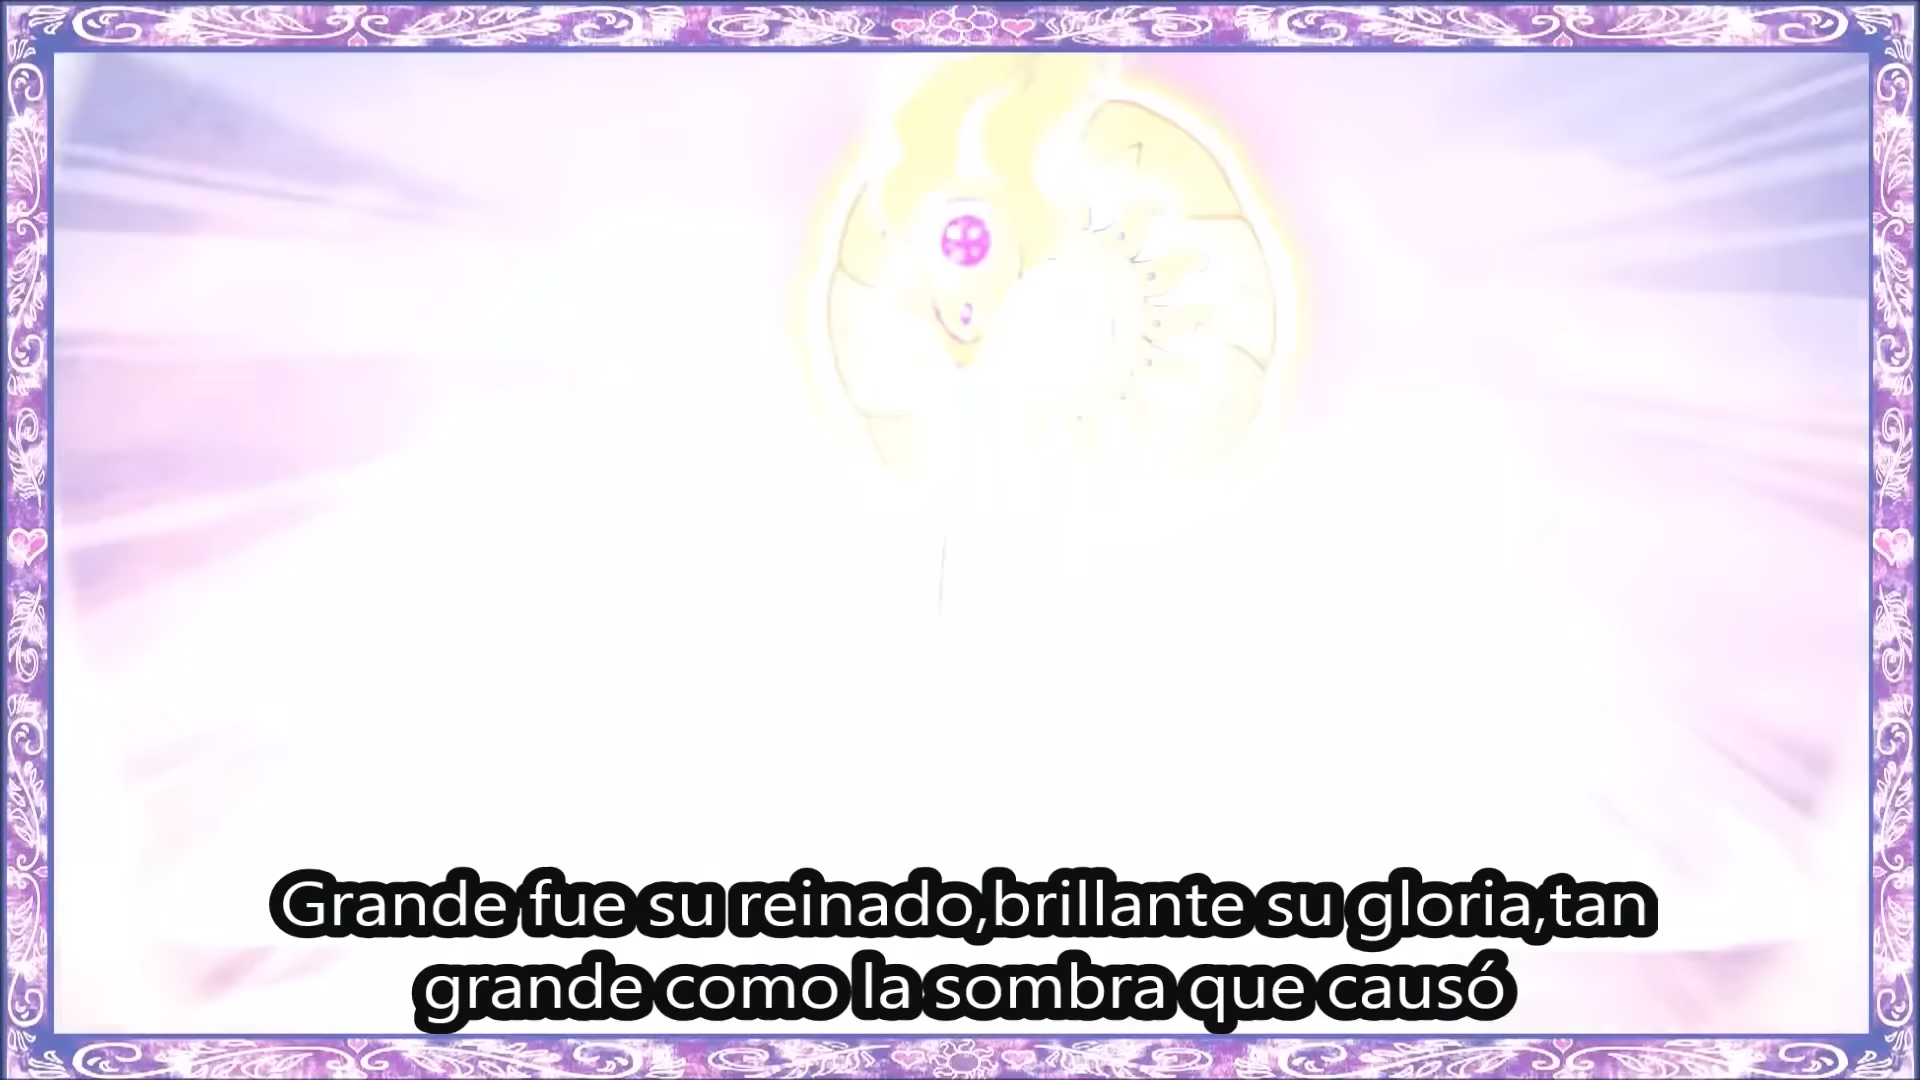 Grande fue su reinado,brillante su gloria,tan
grande como la sombra que causó